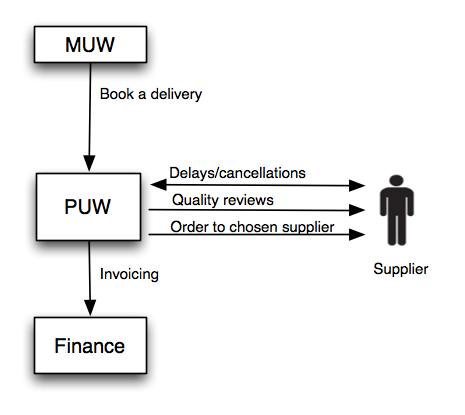 MUW
Book a delivery
Delays/cancellations
PUW
Quality reviews
Order to chosen supplier
Supplier
Invoicing
Finance